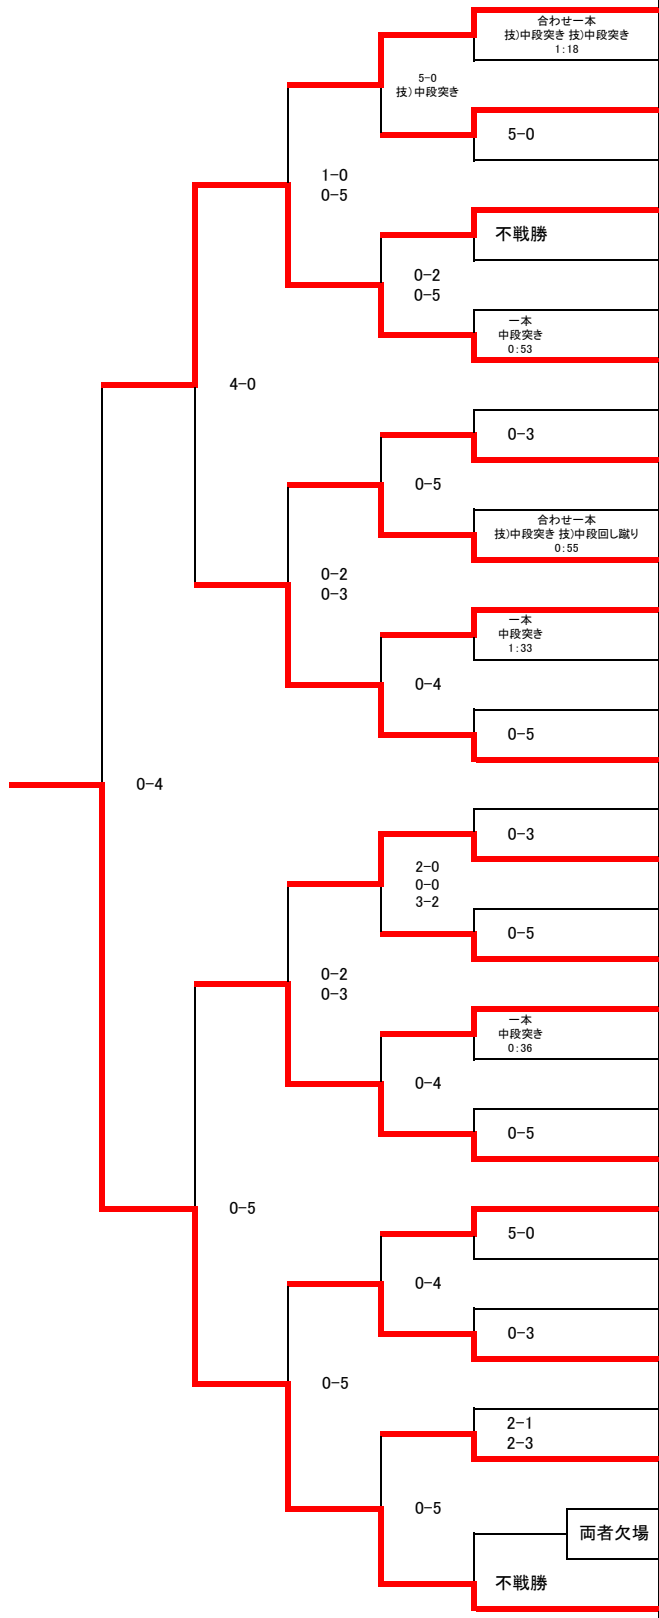 合わせ一本
技)中段突き 技)中段突き
1:18
5-0
技)中段突き
5-0
1-0
0-5
不戦勝
0-2
0-5
一本
中段突き
0:53
4-0
0-3
0-5
合わせ一本
技)中段突き 技)中段回し蹴り
0:55
0-2
0-3
一本
中段突き
1:33
0-4
0-5
0-4
0-3
2-0
0-0
3-2
0-5
0-2
0-3
一本
中段突き
0:36
0-4
0-5
0-5
5-0
0-4
0-3
0-5
2-1
2-3
0-5
両者欠場
不戦勝